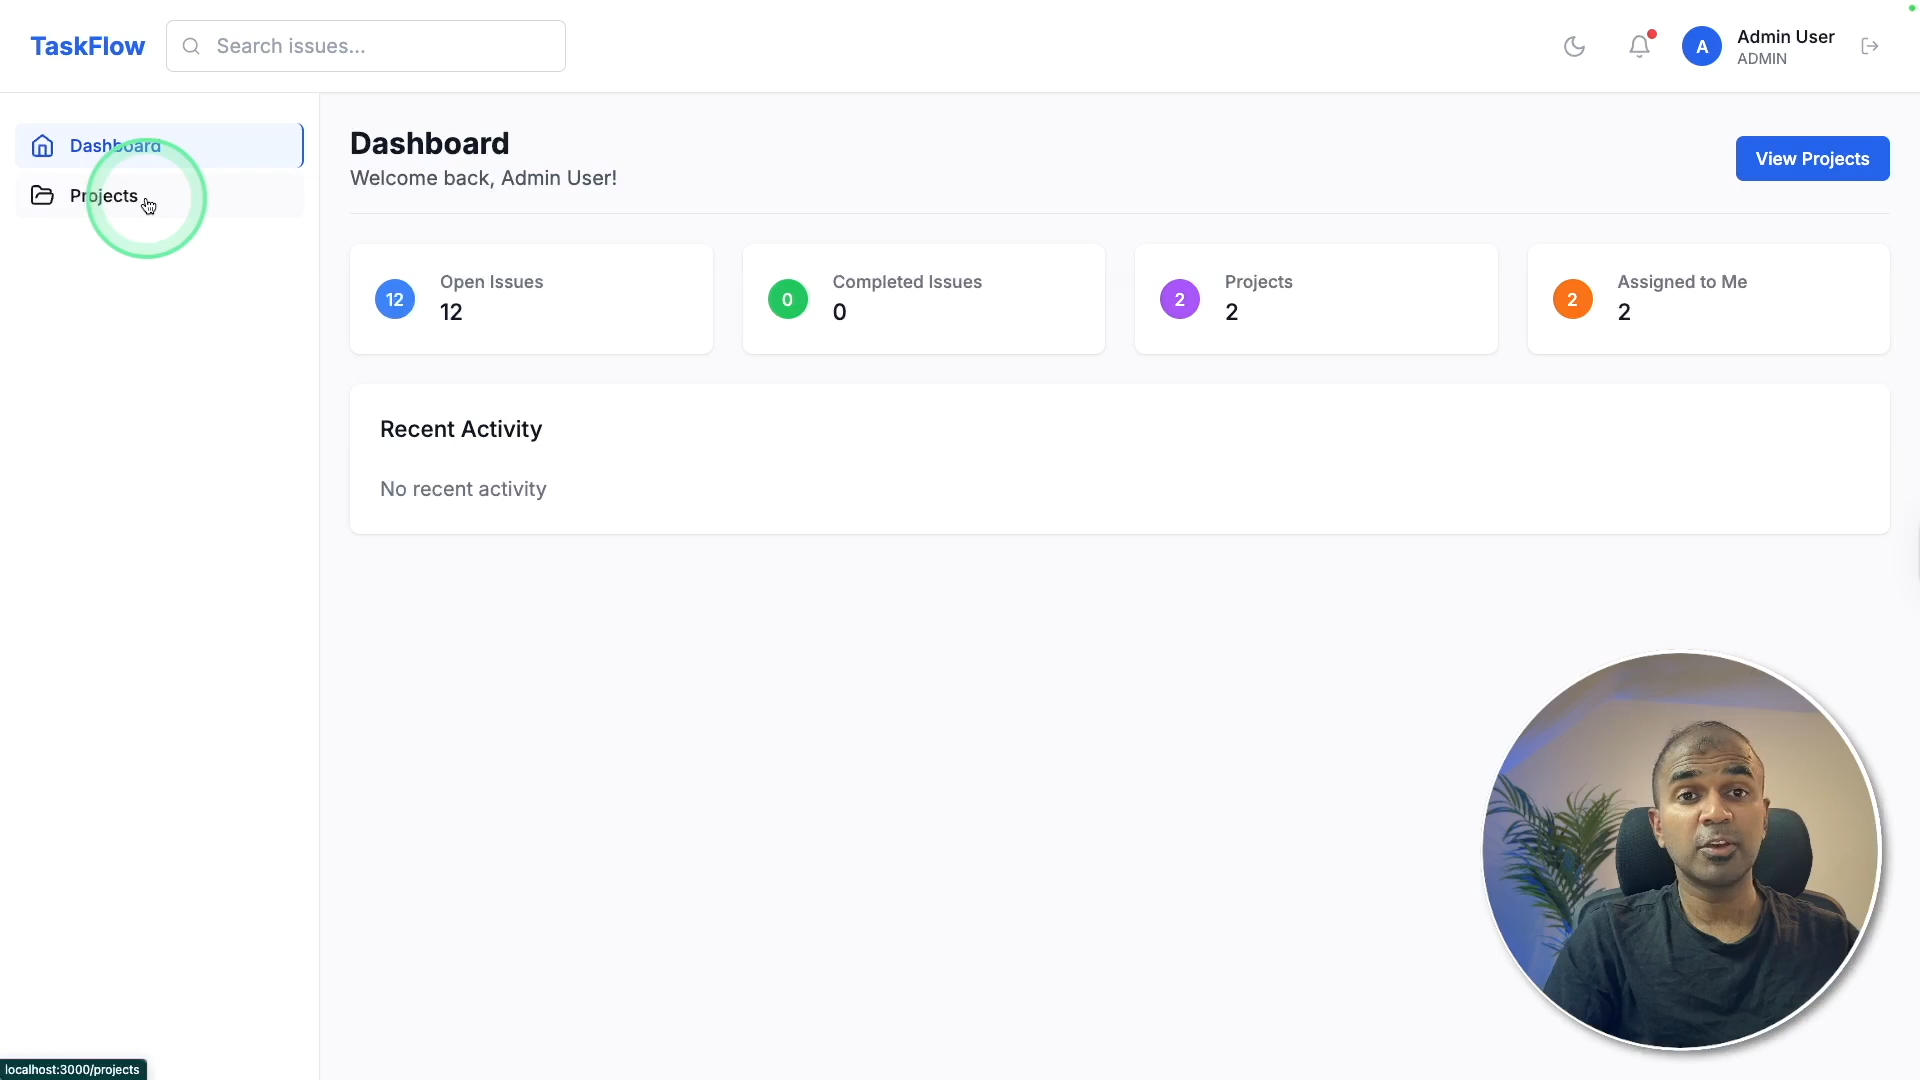 TaskFlow
Search issues...
A
Admin User
ADMIN
Dashboard
Projects
Dashboard
Welcome back, Admin User!
View Projects
12
Open Issues
12
0
Completed Issues
0
2
Projects
2
2
Assigned to Me
2
Recent Activity
No recent activity
localhost:3000/projects